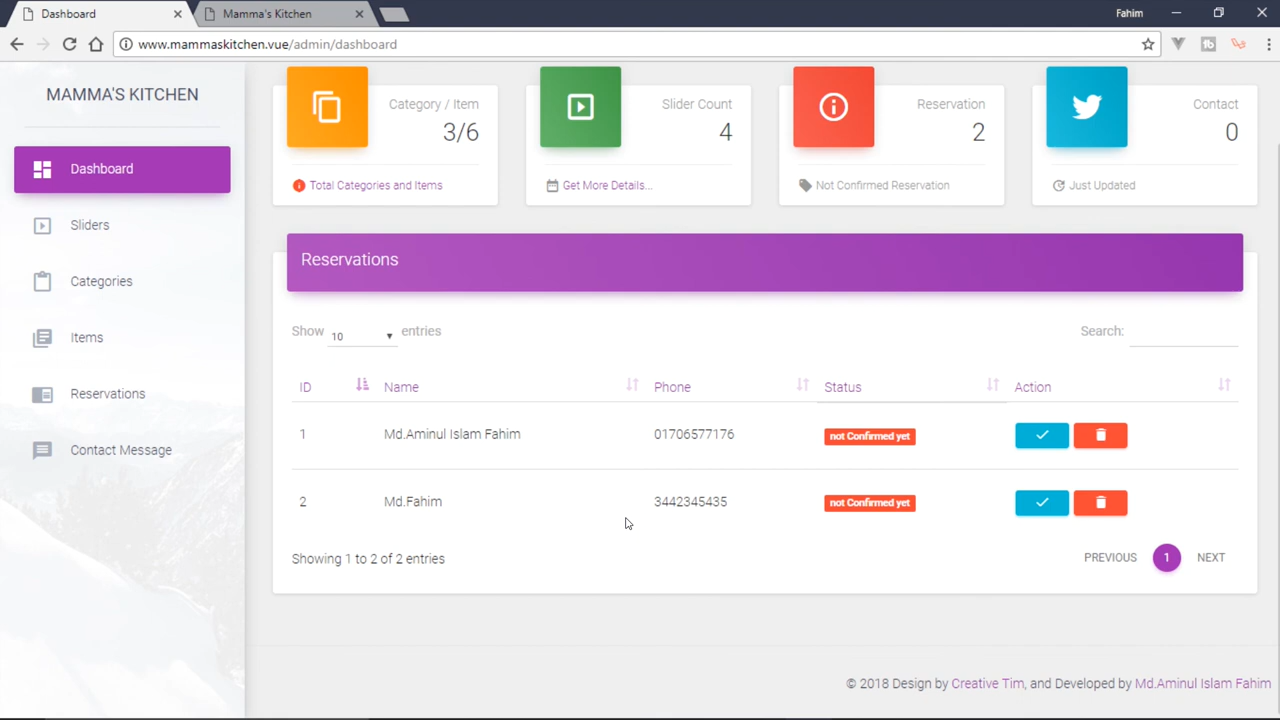 Dashboard
Mamma's Kitchen
Fahim
www.mammaskitchen.vue/admin/dashboard
MAMMA'S KITCHEN
Dashboard
Sliders
Categories
Items
Reservations
Contact Message
Category / Item
3/6
Total Categories and Items
Slider Count
4
Get More Details...
Reservation
2
Not Confirmed Reservation
Contact
0
Just Updated
Reservations
Show 10 entries
Search:
ID Name Phone Status Action
1 Md.Aminul Islam Fahim 01706577176 not Confirmed yet
2 Md.Fahim 3442345435 not Confirmed yet
Showing 1 to 2 of 2 entries
PREVIOUS 1 NEXT
© 2018 Design by Creative Tim, and Developed by Md.Aminul Islam Fahim